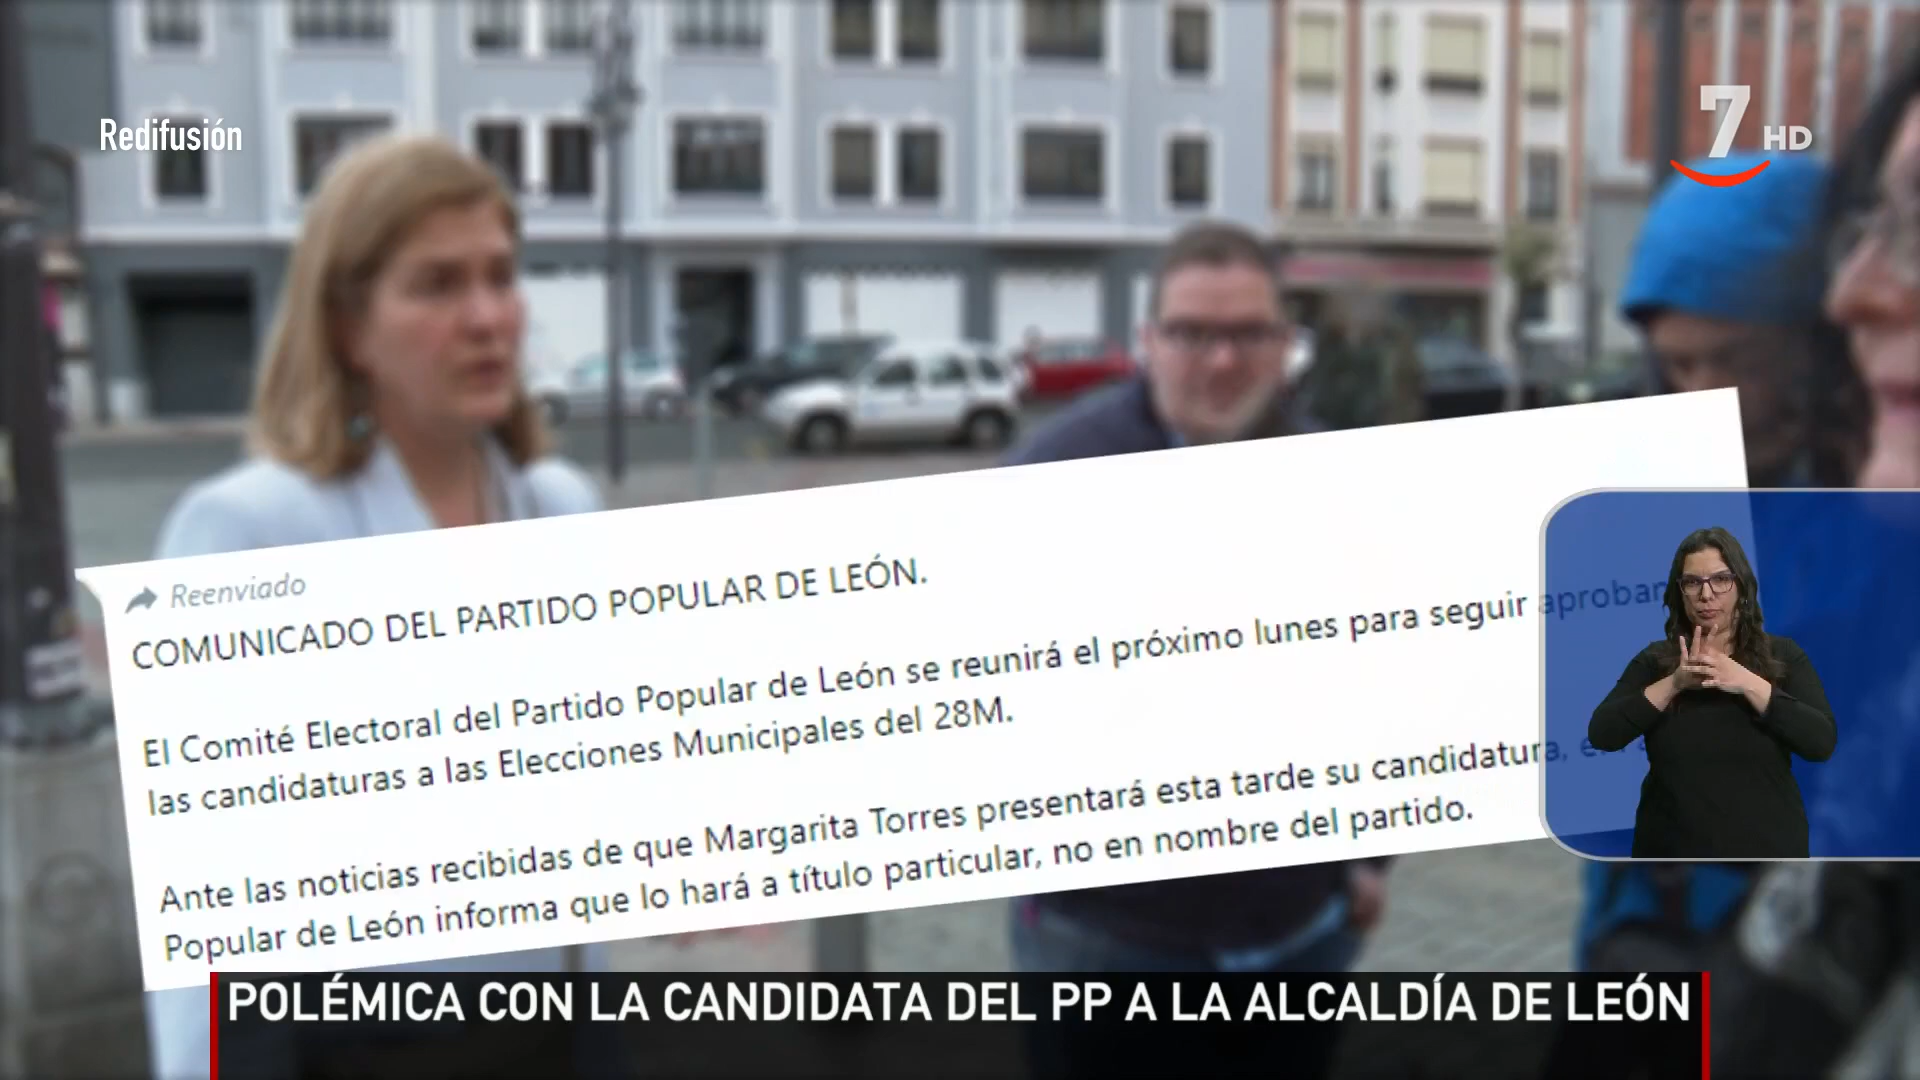 Redifusión
7 HD
Reenviado
COMUNICADO DEL PARTIDO POPULAR DE LEÓN.
El Comité Electoral del Partido Popular de León se reunirá el próximo lunes para seguir
las candidaturas a las Elecciones Municipales del 28M.
Ante las noticias recibidas de que Margarita Torres presentará esta tarde su candidatura,
Popular de León informa que lo hará a título particular, no en nombre del partido.
POLÉMICA CON LA CANDIDATA DEL PP A LA ALCALDÍA DE LEÓN